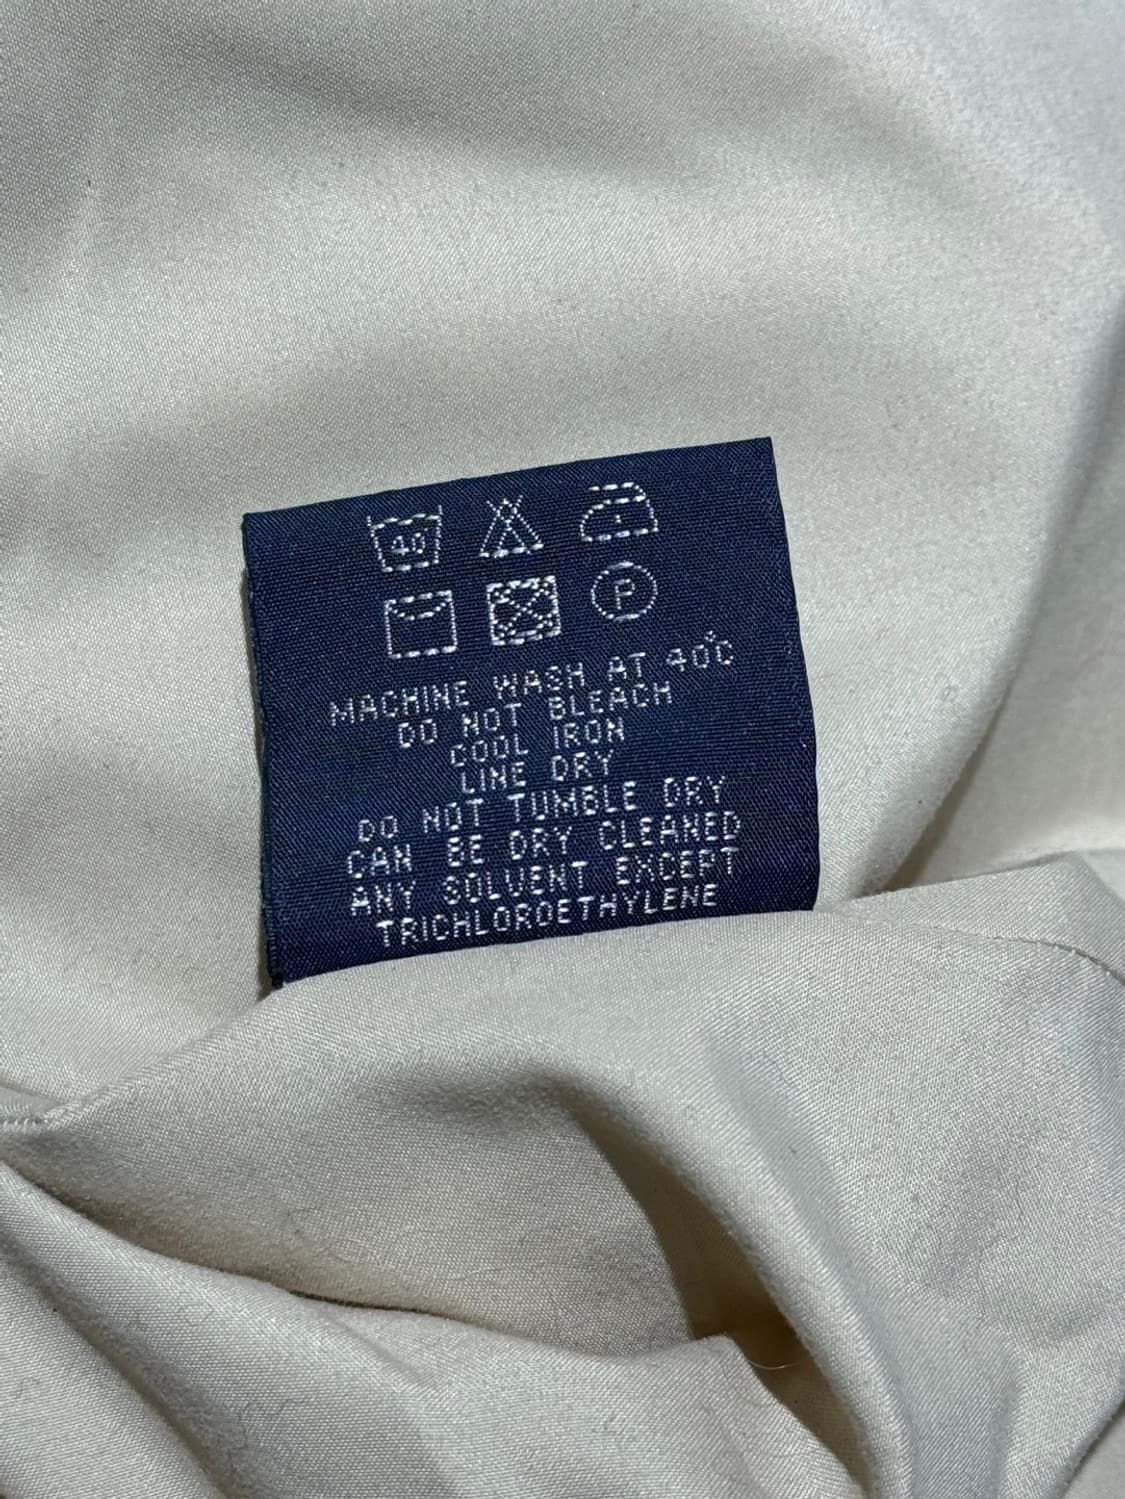 40
P
MACHINE WASH AT 40°C
DO NOT BLEACH
COOL IRON
LINE DRY
DO NOT TUMBLE DRY
CAN BE DRY CLEANED
ANY SOLVENT EXCEPT
TRICHLOROETHYLENE